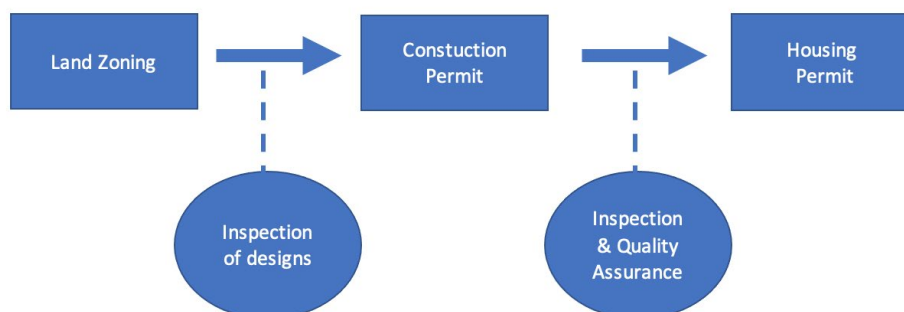 Land Zoning
Constuction
Permit
Housing
Permit
Inspection
of designs
Inspection
& Quality
Assurance